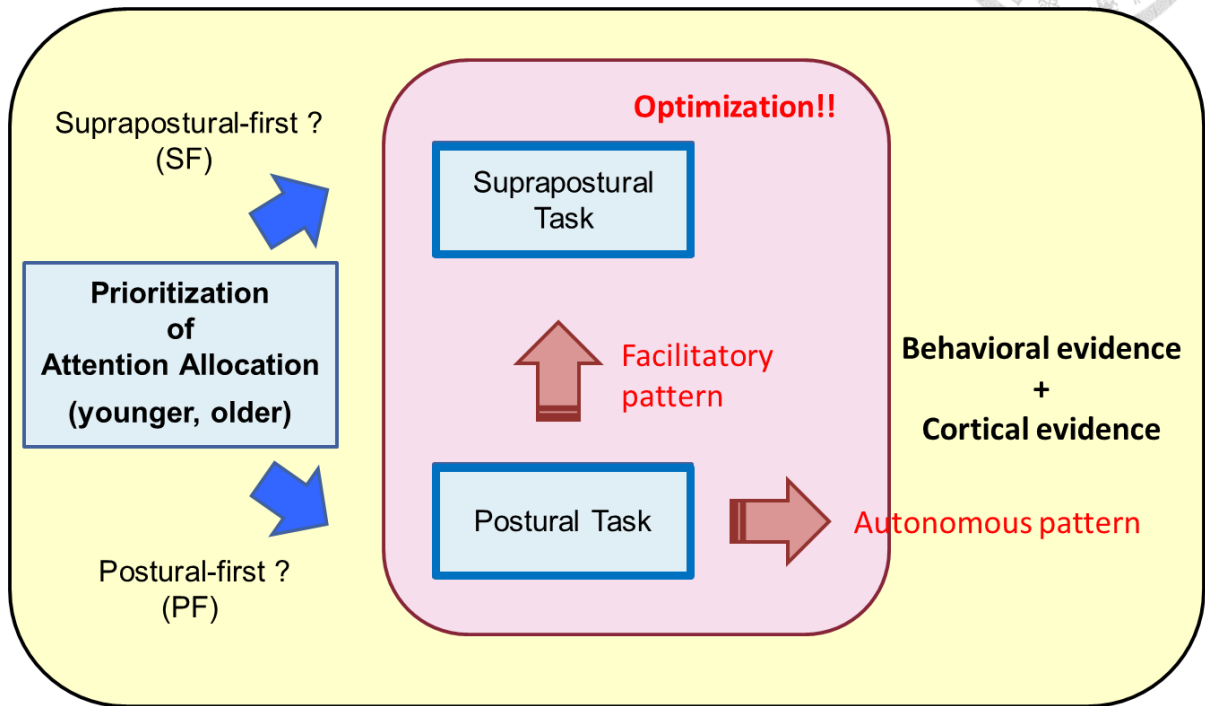 Suprapostural-first ?
(SF)
Prioritization
of
Attention Allocation
(younger, older)
Postural-first ?
(PF)
Optimization!!
Suprapostural
Task
Facilitatory
pattern
Postural Task
Autonomous pattern
Behavioral evidence
+
Cortical evidence